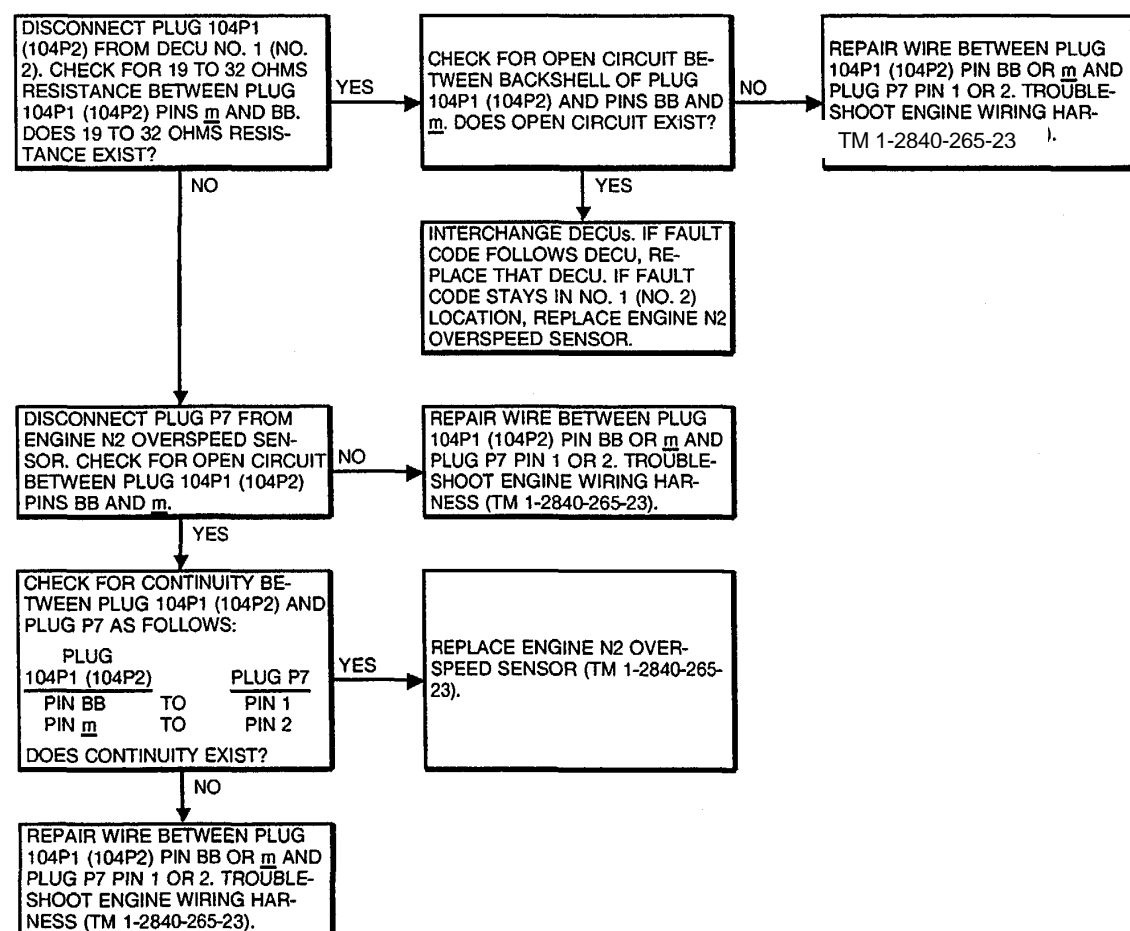 DISCONNECT PLUG 104P1
(104P2) FROM DECU NO. 1 (NO.
2). CHECK FOR 19 TO 32 OHMS
RESISTANCE BETWEEN PLUG
104P1 (104P2) PINS m AND BB.
DOES 19 TO 32 OHMS RESIS-
TANCE EXIST?
YES
CHECK FOR OPEN CIRCUIT BE-
TWEEN BACKSHELL OF PLUG
104P1 (104P2) AND PINS BB AND
m. DOES OPEN CIRCUIT EXIST?
NO
REPAIR WIRE BETWEEN PLUG
104P1 (104P2) PIN BB OR m AND
PLUG P7 PIN 1 OR 2. TROUBLE-
SHOOT ENGINE WIRING HAR-
TM 1-2840-265-23 ).
NO
YES
INTERCHANGE DECUs. IF FAULT
CODE FOLLOWS DECU, RE-
PLACE THAT DECU. IF FAULT
CODE STAYS IN NO. 1 (NO. 2)
LOCATION, REPLACE ENGINE N2
OVERSPEED SENSOR.
DISCONNECT PLUG P7 FROM
ENGINE N2 OVERSPEED SEN-
SOR. CHECK FOR OPEN CIRCUIT
BETWEEN PLUG 104P1 (104P2)
PINS BB AND m.
NO
REPAIR WIRE BETWEEN PLUG
104P1 (104P2) PIN BB OR m AND
PLUG P7 PIN 1 OR 2. TROUBLE-
SHOOT ENGINE WIRING HAR-
NESS (TM 1-2840-265-23).
YES
CHECK FOR CONTINUITY BE-
TWEEN PLUG 104P1 (104P2) AND
PLUG P7 AS FOLLOWS:
PLUG
104P1 (104P2) PLUG P7
PIN BB TO PIN 1
PIN m TO PIN 2
DOES CONTINUITY EXIST?
YES
REPLACE ENGINE N2 OVER-
SPEED SENSOR (TM 1-2840-265-
23).
NO
REPAIR WIRE BETWEEN PLUG
104P1 (104P2) PIN BB OR m AND
PLUG P7 PIN 1 OR 2. TROUBLE-
SHOOT ENGINE WIRING HAR-
NESS (TM 1-2840-265-23).